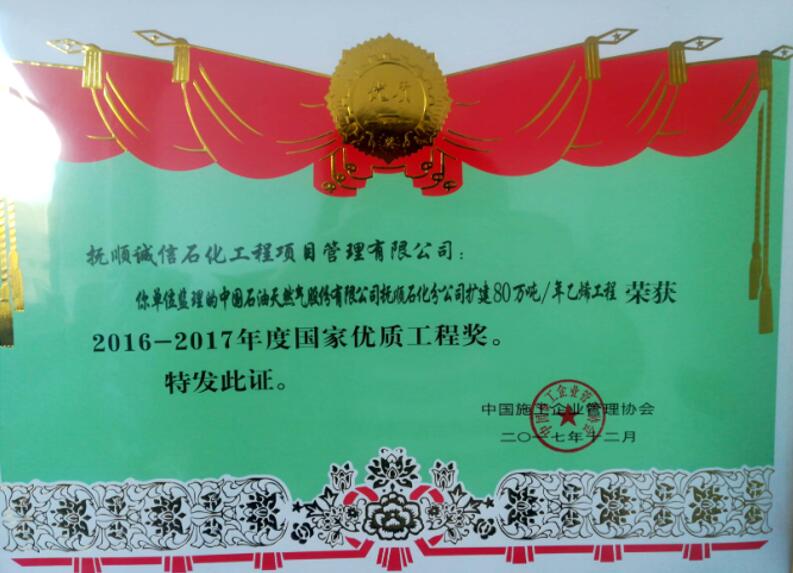 优质
奖
抚顺诚信石化工程项目管理有限公司：
你单位监理的中国石油天然气股份有限公司抚顺石化分公司扩建80万吨/年乙烯工程 荣获
2016-2017年度国家优质工程奖。
特发此证。
中国施工企业管理协会
二〇一七年十二月